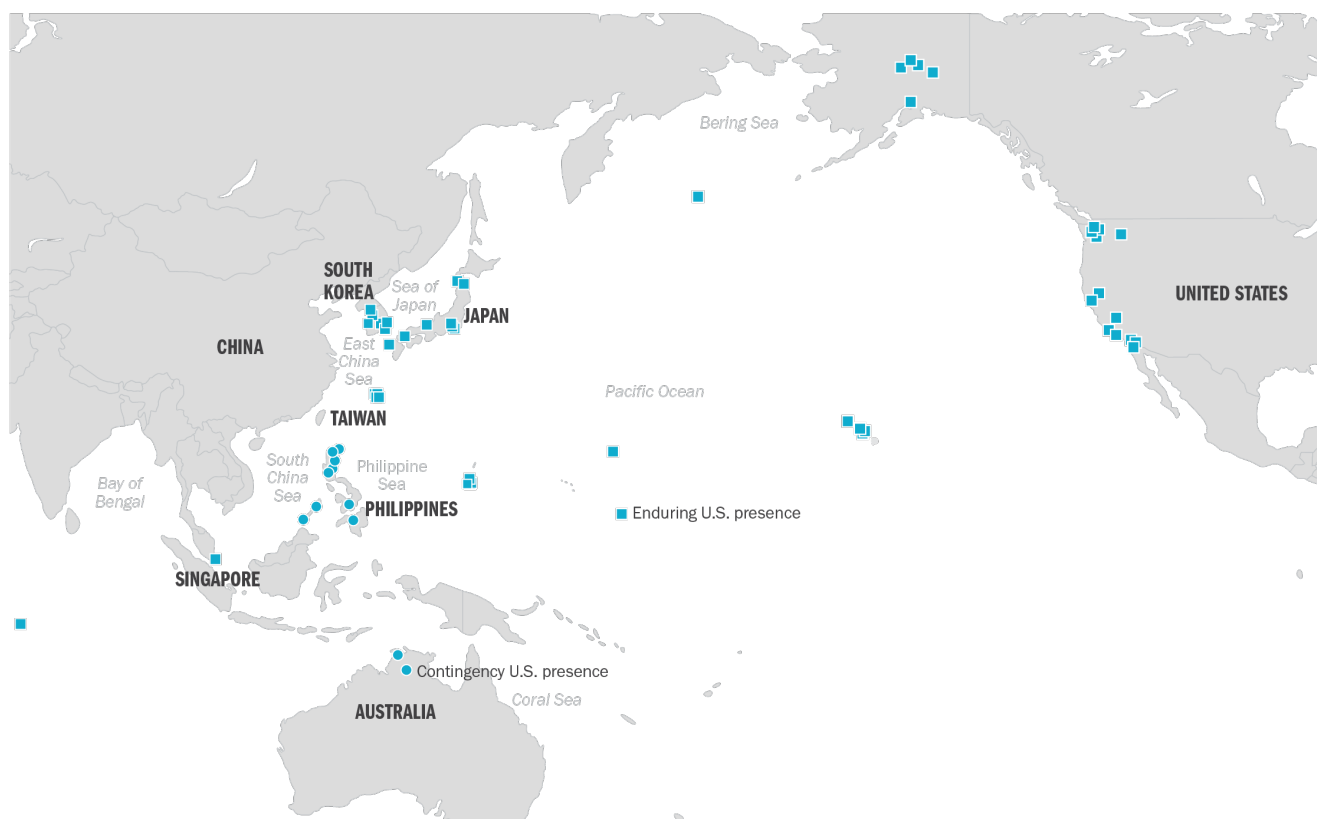 Bering Sea
SOUTH
KOREA
Sea of
Japan
JAPAN
UNITED STATES
CHINA
East
China
Sea
Pacific Ocean
TAIWAN
South
China
Sea
Philippine
Sea
Bay of
Bengal
PHILIPPINES
Enduring U.S. presence
SINGAPORE
Contingency U.S. presence
Coral Sea
AUSTRALIA